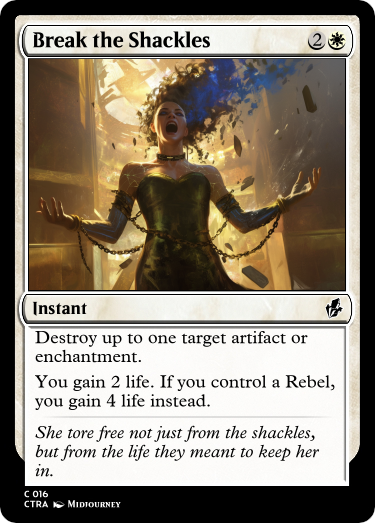 Break the Shackles 2
Instant
Destroy up to one target artifact or
enchantment.
You gain 2 life. If you control a Rebel,
you gain 4 life instead.
She tore free not just from the shackles,
but from the life they meant to keep her
in.
C 016
CTRA Midjourney